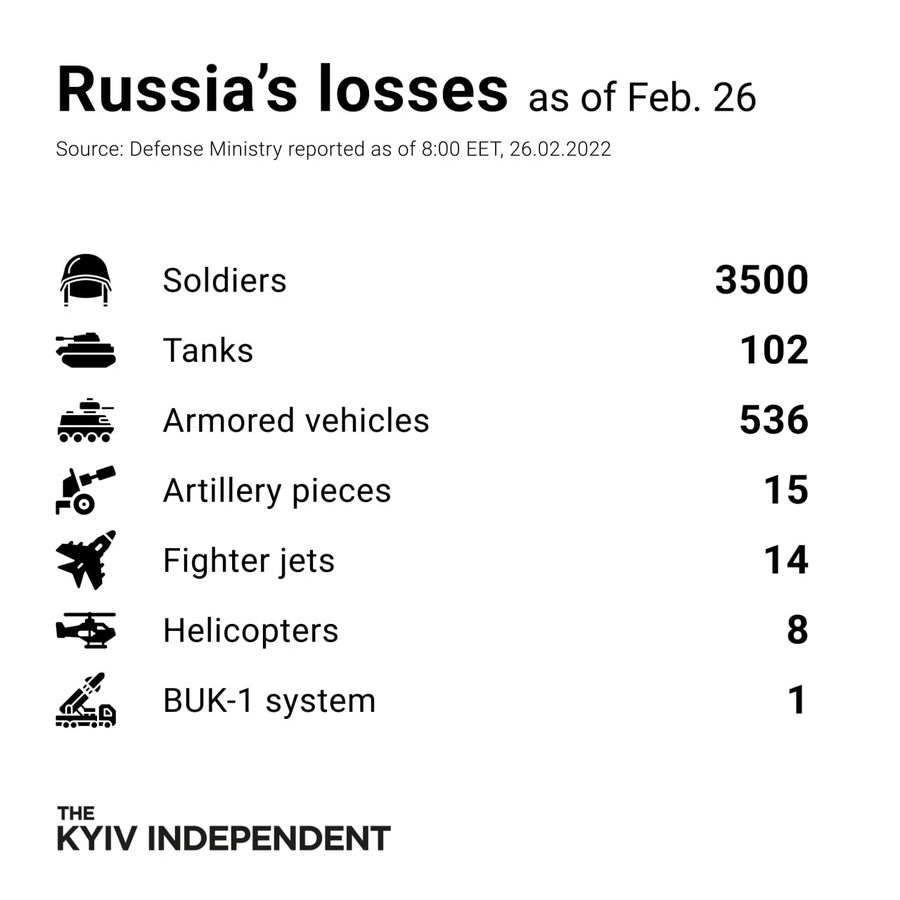 Russia’s losses as of Feb. 26
Source: Defense Ministry reported as of 8:00 EET, 26.02.2022
Soldiers 3500
Tanks 102
Armored vehicles 536
Artillery pieces 15
Fighter jets 14
Helicopters 8
BUK-1 system 1
THE
KYIV INDEPENDENT